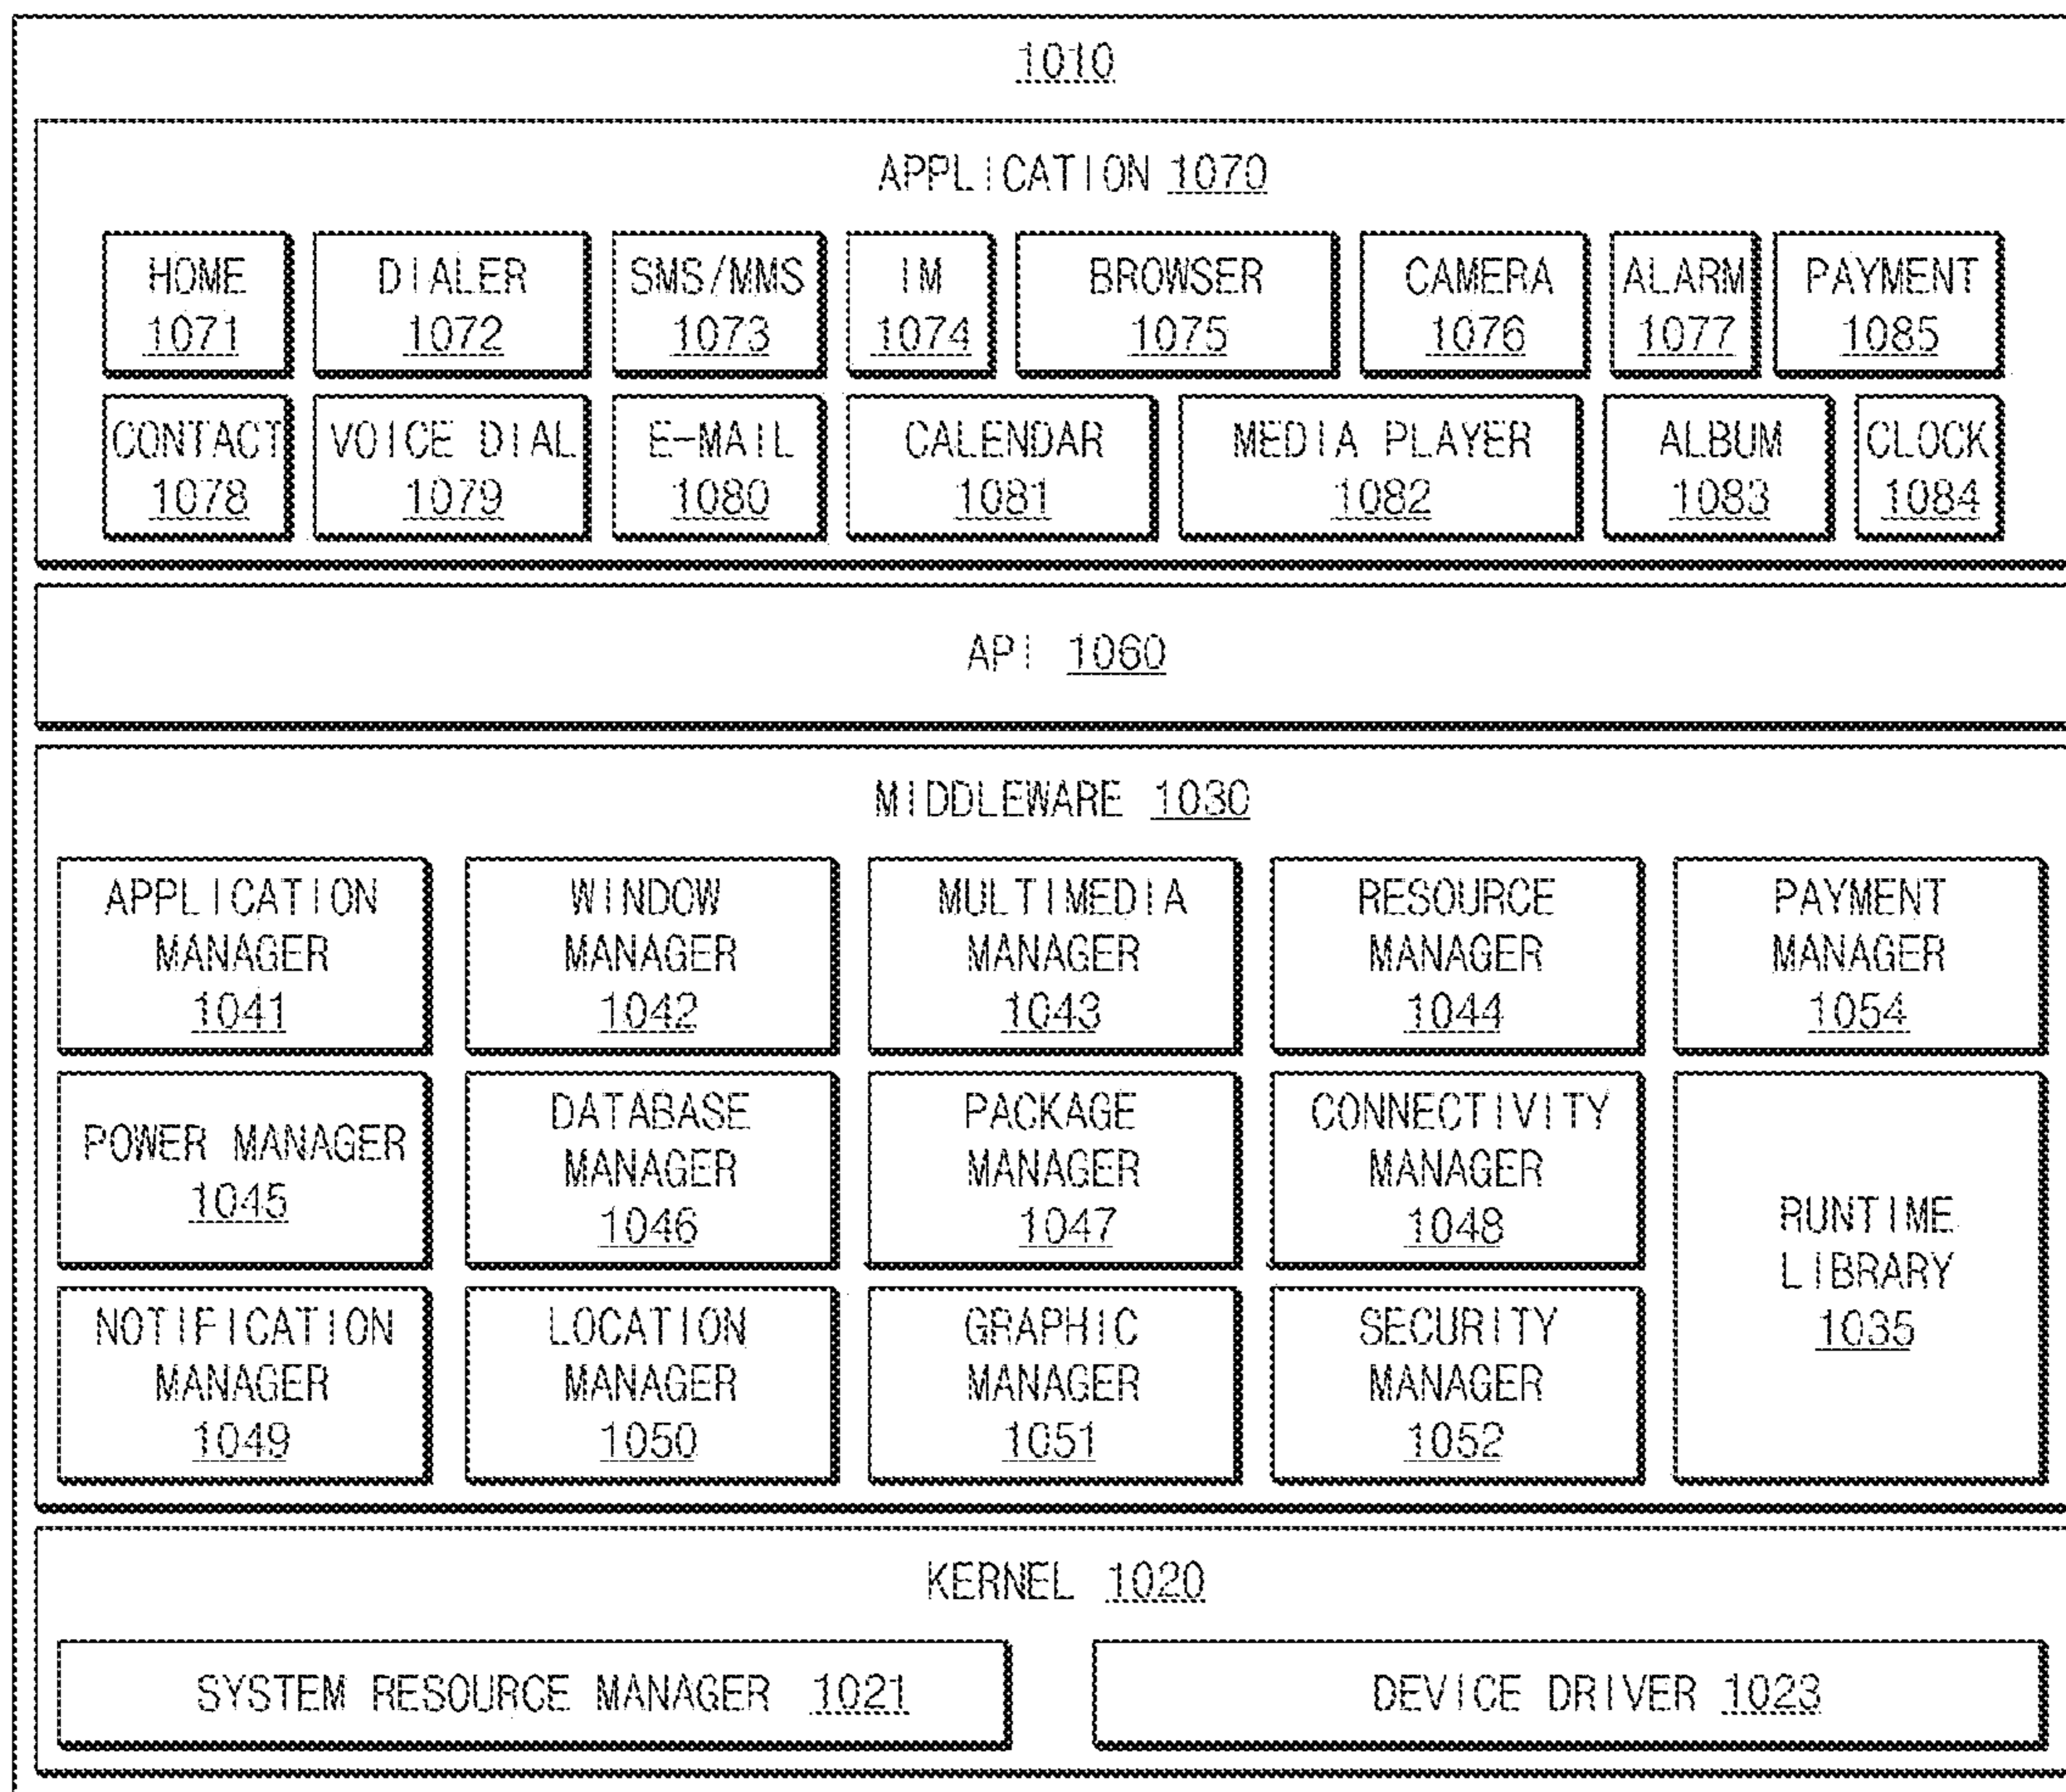 1010
APPLICATION 1070
HOME DIALER SMS/MMS IM BROWSER CAMERA ALARM PAYMENT
1071 1072 1073 1074 1075 1076 1077 1085
CONTACT VOICE DIAL E-MAIL CALENDAR MEDIA PLAYER ALBUM CLOCK
1078 1079 1080 1081 1082 1083 1084
API 1060
MIDDLEWARE 1030
APPLICATION WINDOW MULTIMEDIA RESOURCE PAYMENT
MANAGER MANAGER MANAGER MANAGER MANAGER
1041 1042 1043 1044 1054
POWER MANAGER
1045
DATABASE PACKAGE CONNECTIVITY
MANAGER MANAGER MANAGER
1046 1047 1048
RUNTIME
LIBRARY
1035
NOTIFICATION LOCATION GRAPHIC SECURITY
MANAGER MANAGER MANAGER MANAGER
1049 1050 1051 1052
KERNEL 1020
SYSTEM RESOURCE MANAGER 1021 DEVICE DRIVER 1023